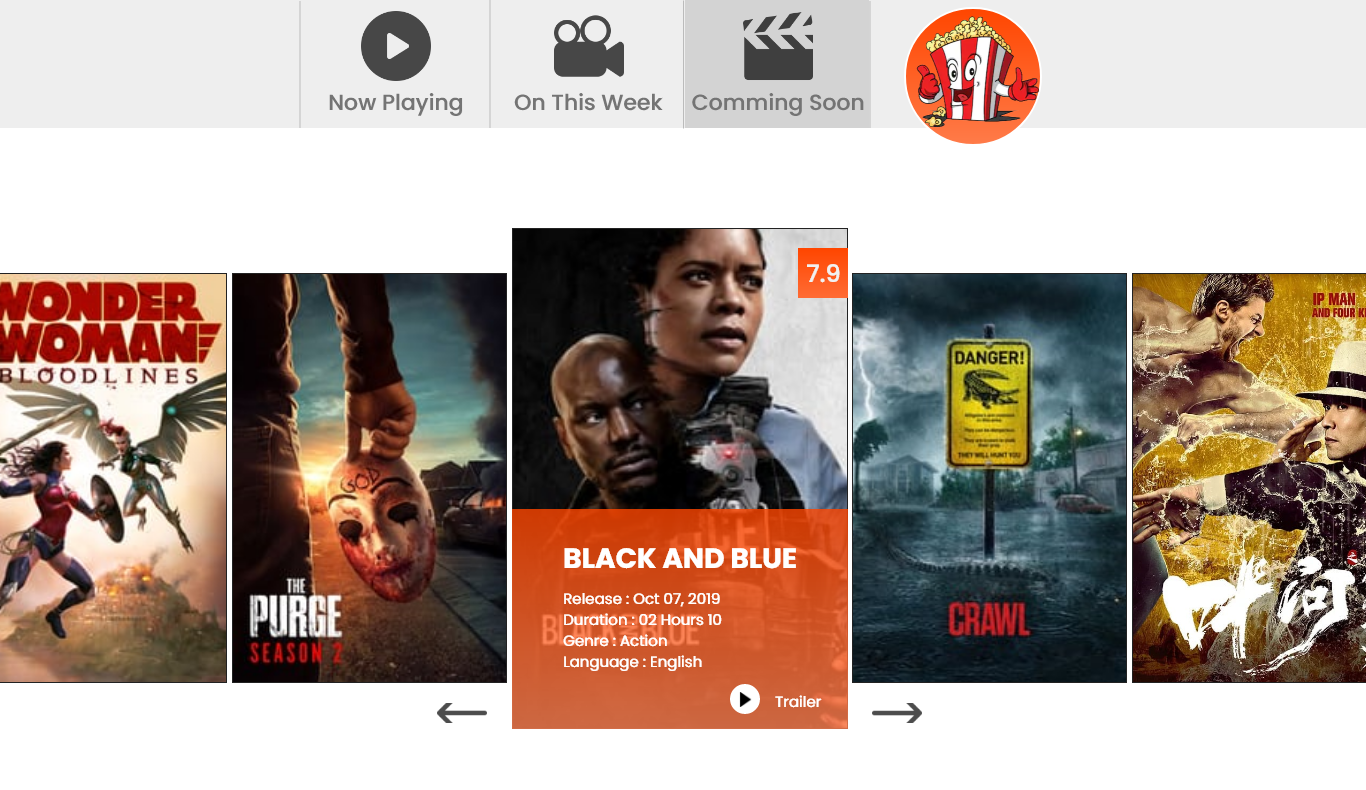 Now Playing
On This Week
Comming Soon
WONDER
WOMAN
BLOODLINES
GOD
THE
PURGE
SEASON 2
7.9
BLACK AND BLUE
Release : Oct 07, 2019
Duration : 02 Hours 10
Genre : Action
Language : English
Trailer
DANGER!
THEY WILL HUNT YOU
CRAWL
IP MAN
AND FOUR K
叶问